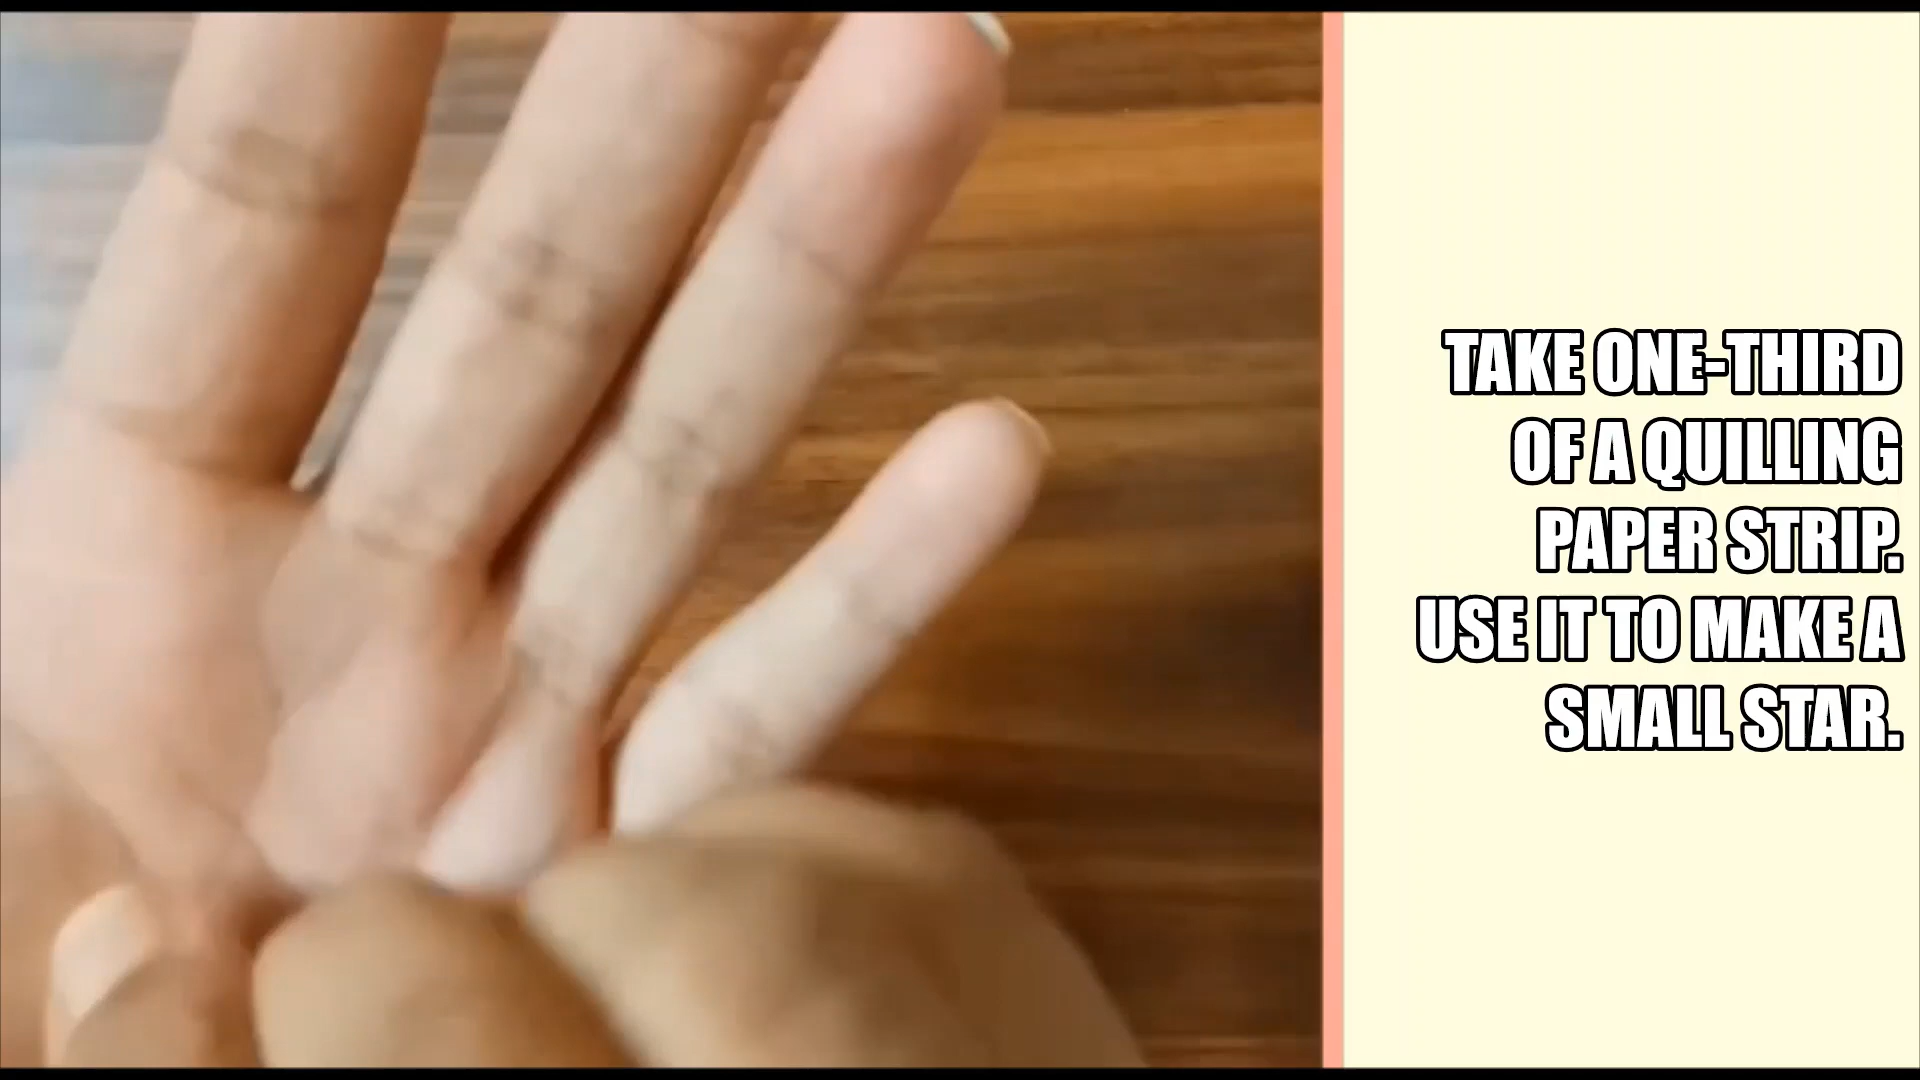 TAKE ONE-THIRD
OF A QUILLING
PAPER STRIP.
USE IT TO MAKE A
SMALL STAR.